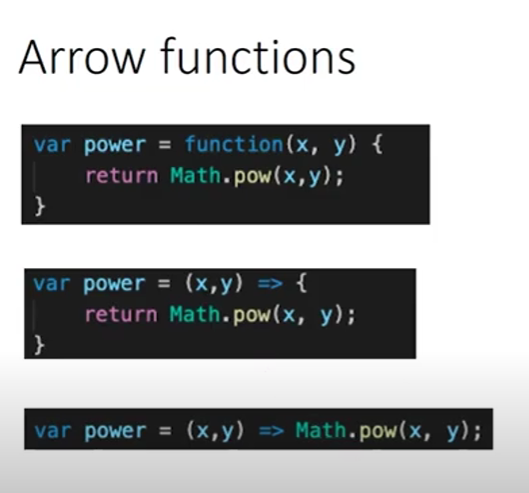 Arrow functions
var power = function(x, y) {
    return Math.pow(x,y);
}
var power = (x,y) => {
    return Math.pow(x, y);
}
var power = (x,y) => Math.pow(x, y);